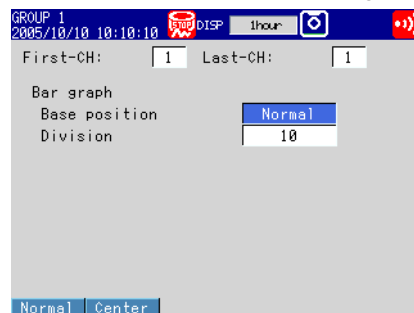 GROUP 1
2005/10/10 10:10:10 STOP DISP 1hour
First-CH: 1 Last-CH: 1
Bar graph
Base position Normal
Division 10
Normal Center